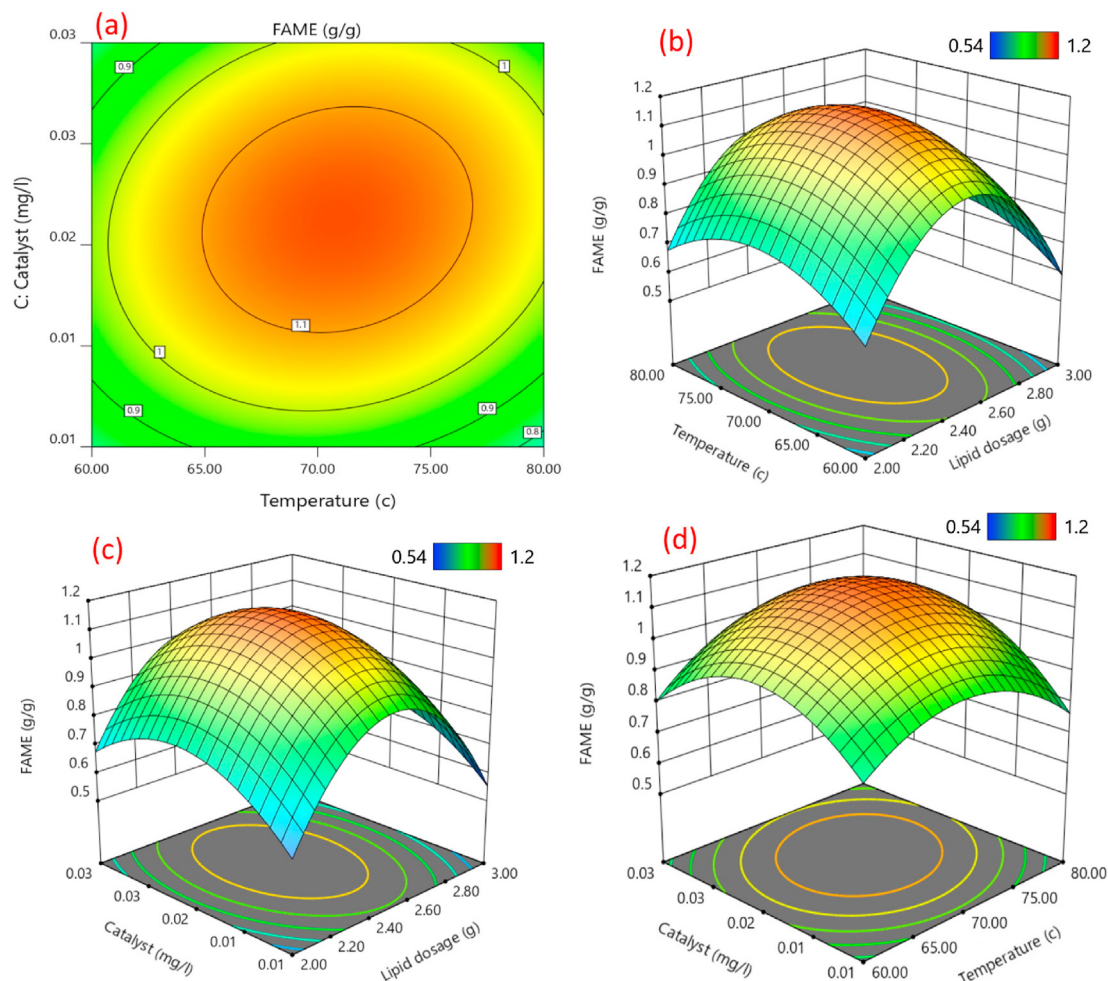 (a)
FAME (g/g)
0.03
0.03
0.02
0.01
0.01
C: Catalyst (mg/l)
0.9
1
1.1
1
0.9
0.9
0.8
60.00 65.00 70.00 75.00 80.00
Temperature (c)
(b)
0.54 1.2
1.2
1.1
1
0.9
0.8
0.7
0.6
0.5
FAME (g/g)
80.00 75.00 70.00 65.00 60.00
Temperature (c)
2.00 2.20 2.40 2.60 2.80 3.00
Lipid dosage (g)
(c)
0.54 1.2
1.2
1.1
1
0.9
0.8
0.7
0.6
0.5
FAME (g/g)
0.03 0.03 0.02 0.01 0.01
Catalyst (mg/l)
2.00 2.20 2.40 2.60 2.80 3.00
Lipid dosage (g)
(d)
0.54 1.2
1.2
1.1
1
0.9
0.8
0.7
0.6
0.5
FAME (g/g)
0.03 0.03 0.02 0.01 0.01
Catalyst (mg/l)
60.00 65.00 70.00 75.00 80.00
Temperature (c)